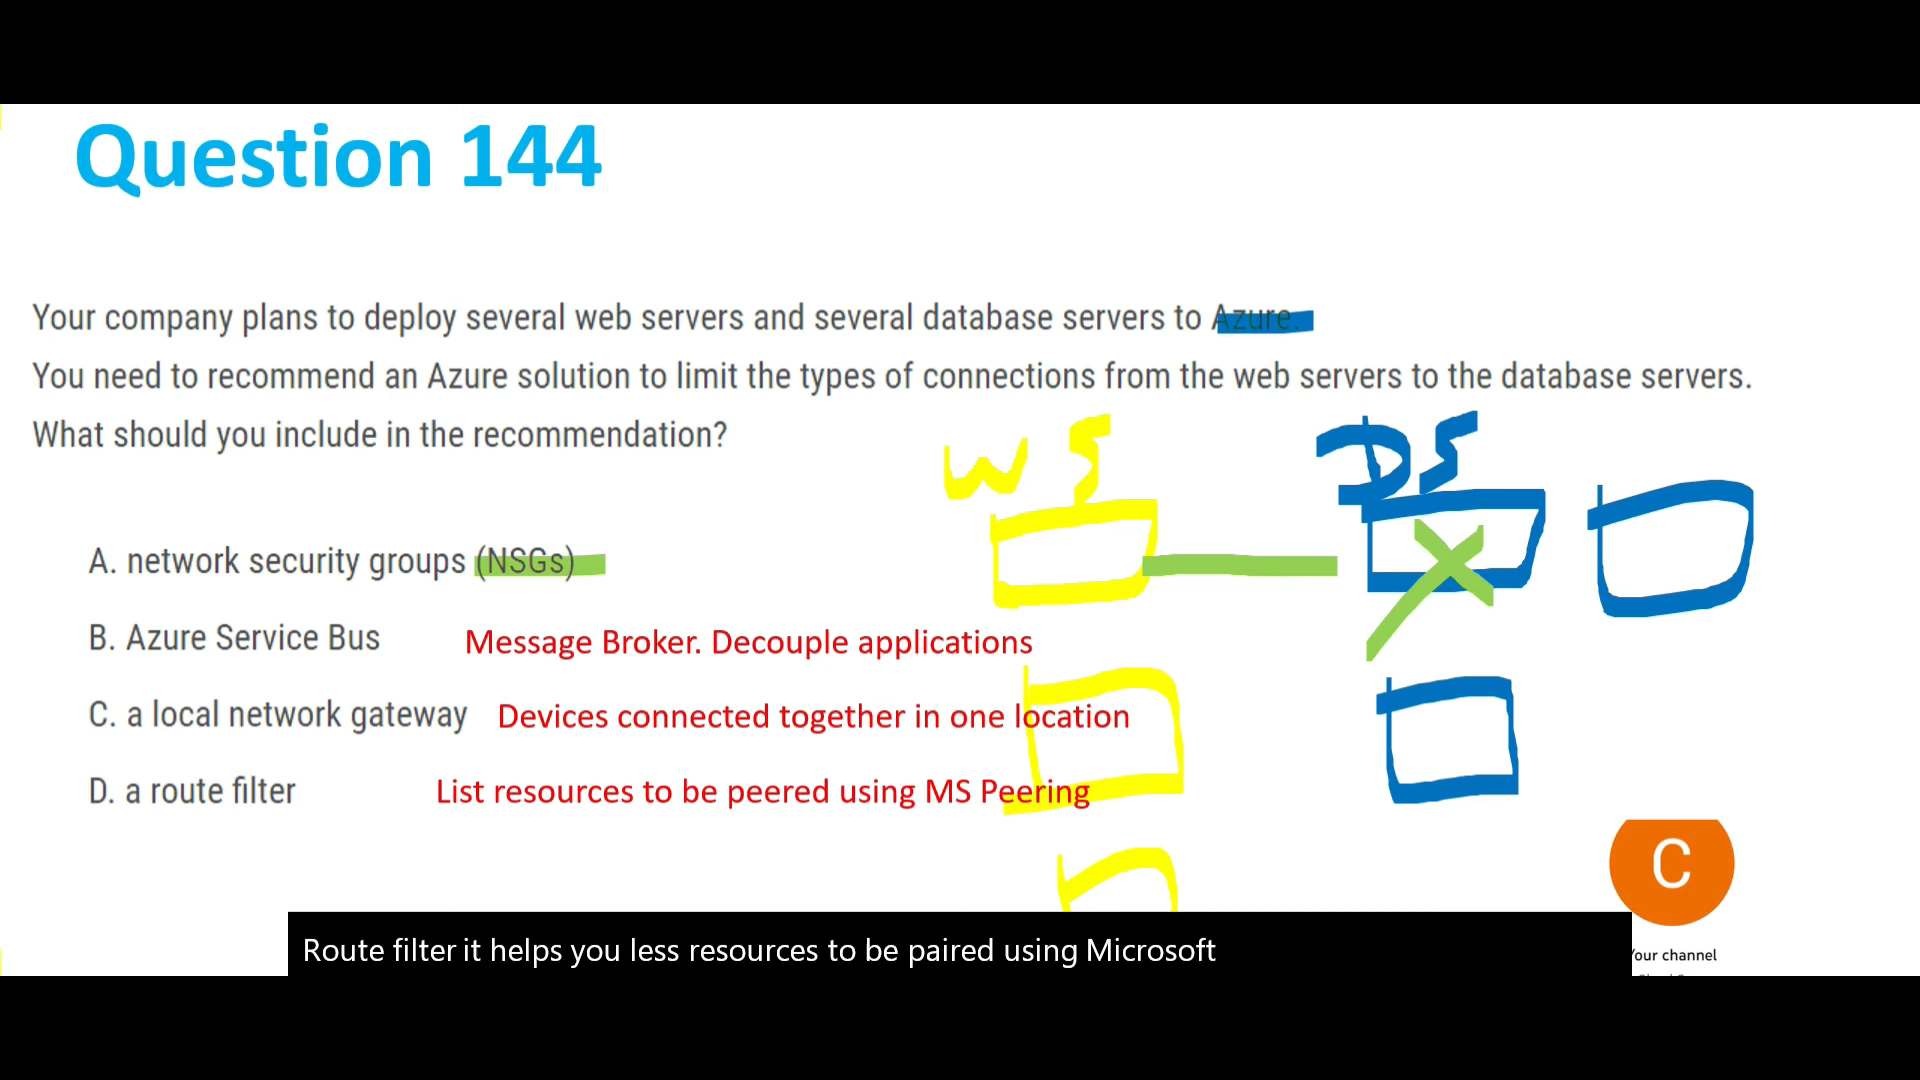 Question 144
Your company plans to deploy several web servers and several database servers to Azure.
You need to recommend an Azure solution to limit the types of connections from the web servers to the database servers.
What should you include in the recommendation?
W S
DS
A. network security groups (NSGs)
B. Azure Service Bus Message Broker. Decouple applications
C. a local network gateway Devices connected together in one location
D. a route filter List resources to be peered using MS Peering
C
Route filter it helps you less resources to be paired using Microsoft
Your channel